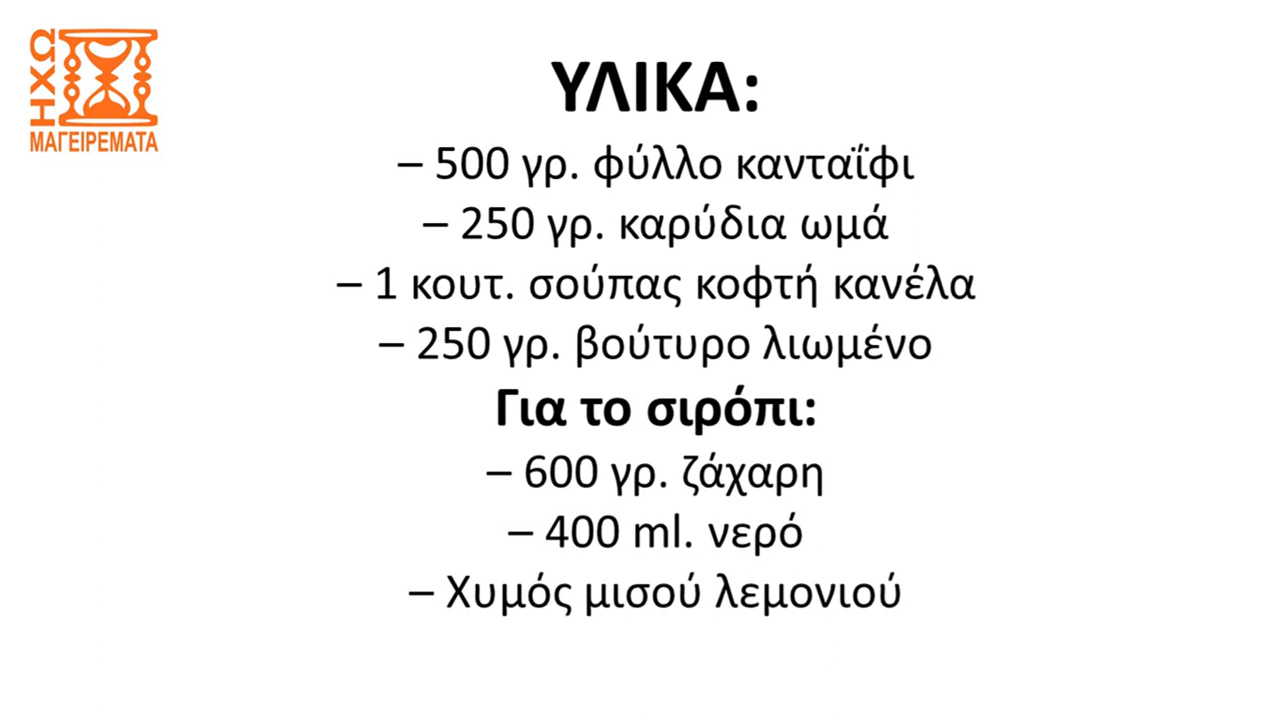 ΗΧΩ
ΜΑΓΕΙΡΕΜΑΤΑ
ΥΛΙΚΑ:
– 500 γρ. φύλλο κανταΐφι
– 250 γρ. καρύδια ωμά
– 1 κουτ. σούπας κοφτή κανέλα
– 250 γρ. βούτυρο λιωμένο
Για το σιρόπι:
– 600 γρ. ζάχαρη
– 400 ml. νερό
– Χυμός μισού λεμονιού